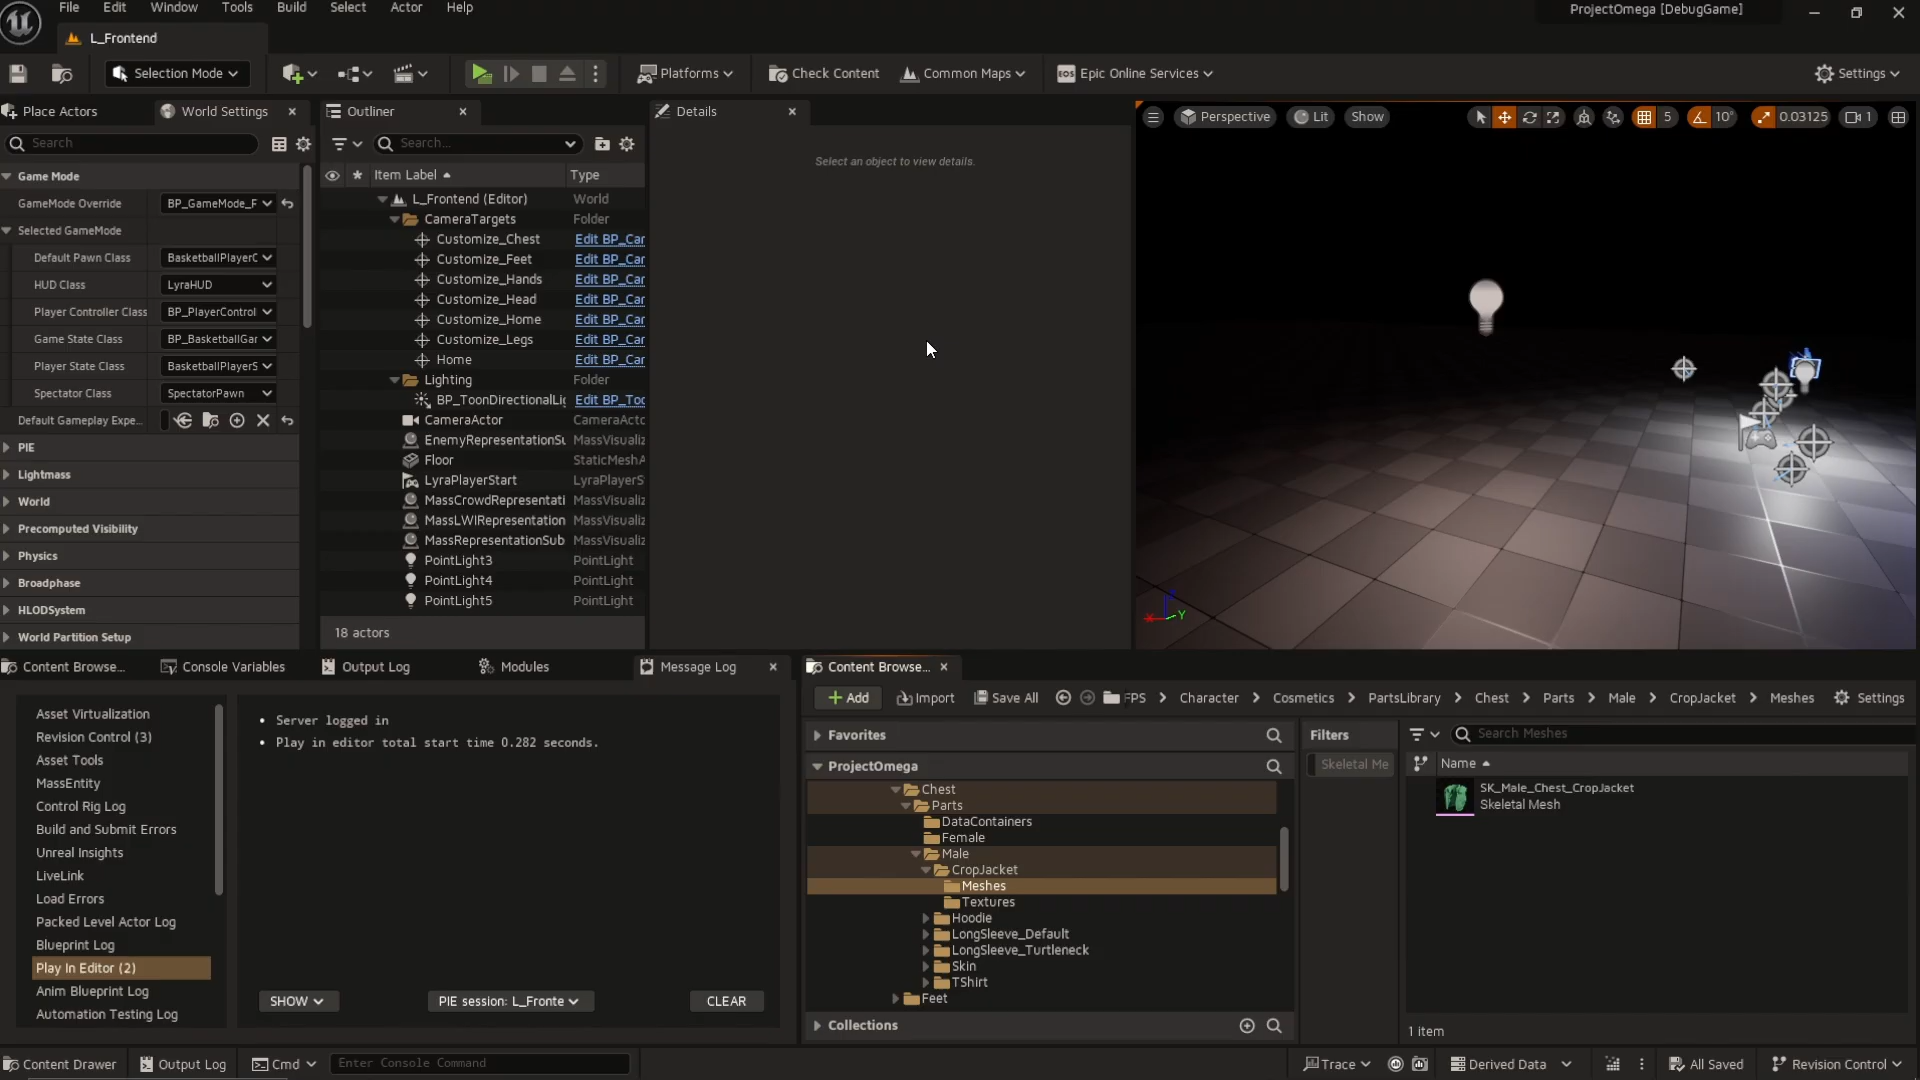 File Edit Window Tools Build Select Actor Help
ProjectOmega [DebugGame]
L_Frontend
Selection Mode
Platforms
Check Content
Common Maps
Epic Online Services
Settings
Place Actors
World Settings
Search
Game Mode
GameMode Override BP_GameMode_F
Selected GameMode
Default Pawn Class BasketballPlayerC
HUD Class LyraHUD
Player Controller Class BP_PlayerControl
Game State Class BP_BasketballGar
Player State Class BasketballPlayerS
Spectator Class SpectatorPawn
Default Gameplay Expe...
PIE
Lightmass
World
Precomputed Visibility
Physics
Broadphase
HLODSystem
World Partition Setup
Outliner
Search...
Item Label Type
L_Frontend (Editor) World
CameraTargets Folder
Customize_Chest Edit BP_Car
Customize_Feet Edit BP_Car
Customize_Hands Edit BP_Car
Customize_Head Edit BP_Car
Customize_Home Edit BP_Car
Customize_Legs Edit BP_Car
Home Edit BP_Car
Lighting Folder
BP_ToonDirectionalLig Edit BP_Too
CameraActor CameraActo
EnemyRepresentationSu MassVisualiz
Floor StaticMeshA
LyraPlayerStart LyraPlayerS
MassCrowdRepresentati MassVisualiz
MassLWIRepresentation MassVisualiz
MassRepresentationSub MassVisualiz
PointLight3 PointLight
PointLight4 PointLight
PointLight5 PointLight
18 actors
Details
Select an object to view details.
Perspective Lit Show 5 10° 0.03125 1
X Y
Content Browse...
Console Variables
Output Log
Modules
Message Log
Asset Virtualization
Revision Control (3)
Asset Tools
MassEntity
Control Rig Log
Build and Submit Errors
Unreal Insights
LiveLink
Load Errors
Packed Level Actor Log
Blueprint Log
Play In Editor (2)
Anim Blueprint Log
Automation Testing Log
Server logged in
Play in editor total start time 0.282 seconds.
SHOW
PIE session: L_Fronte
CLEAR
Content Browse...
Add Import Save All FPS Character Cosmetics PartsLibrary Chest Parts Male CropJacket Meshes Settings
Favorites
ProjectOmega
Chest
Parts
DataContainers
Female
Male
CropJacket
Meshes
Textures
Hoodie
LongSleeve_Default
LongSleeve_Turtleneck
Skin
TShirt
Feet
Collections
Filters
Skeletal Me
Search Meshes
Name
SK_Male_Chest_CropJacket
Skeletal Mesh
1 item
Content Drawer
Output Log
Cmd
Enter Console Command
Trace
Derived Data
All Saved
Revision Control